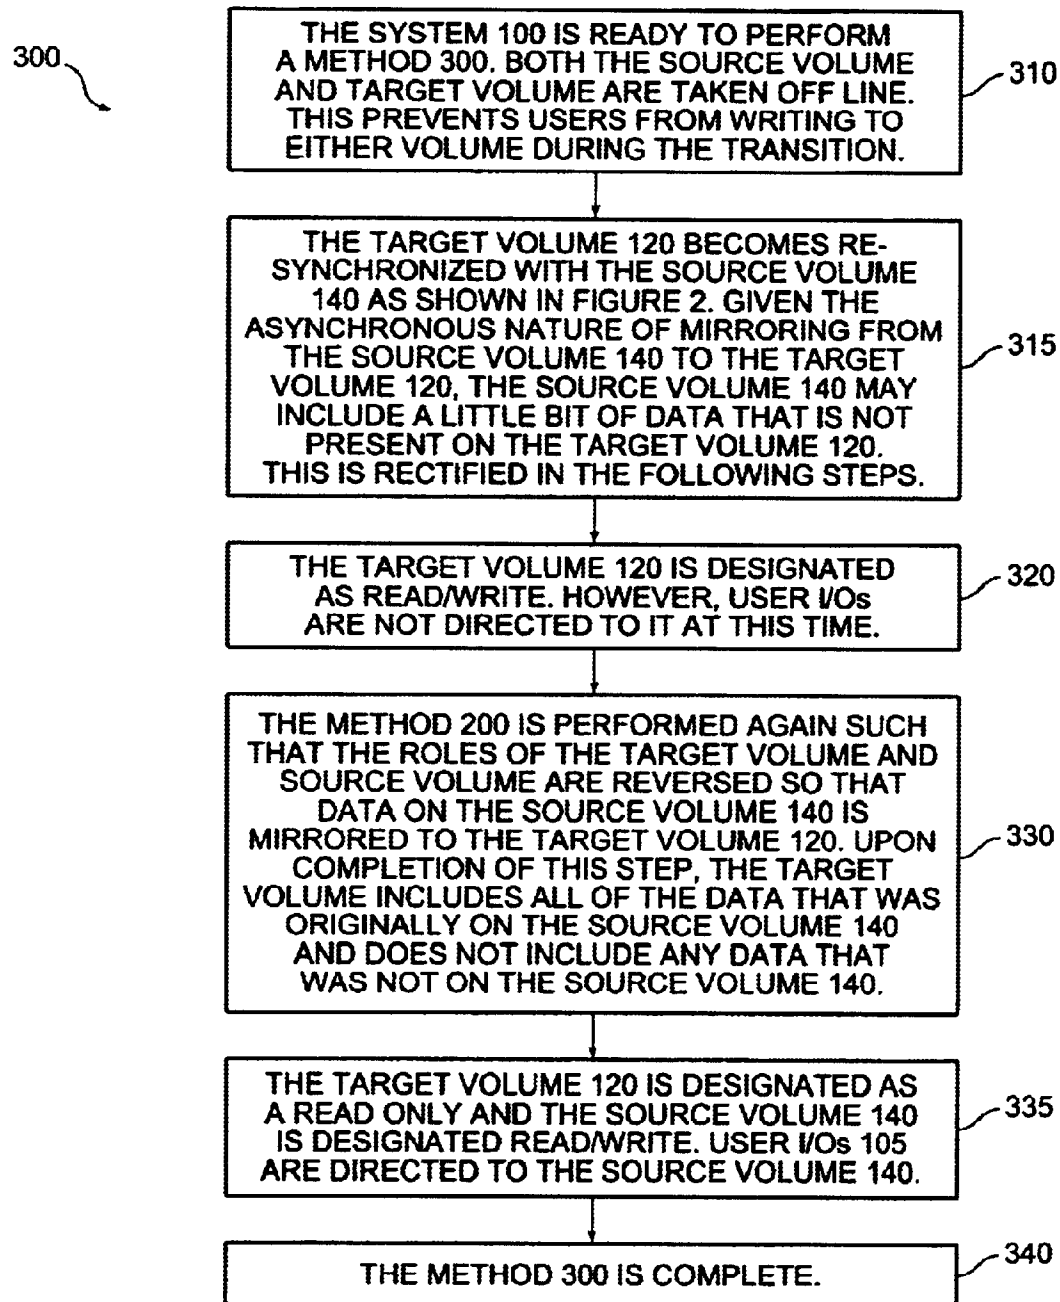 300
THE SYSTEM 100 IS READY TO PERFORM
A METHOD 300. BOTH THE SOURCE VOLUME
AND TARGET VOLUME ARE TAKEN OFF LINE.
THIS PREVENTS USERS FROM WRITING TO
EITHER VOLUME DURING THE TRANSITION.
310
THE TARGET VOLUME 120 BECOMES RE-
SYNCHRONIZED WITH THE SOURCE VOLUME
140 AS SHOWN IN FIGURE 2. GIVEN THE
ASYNCHRONOUS NATURE OF MIRRORING FROM
THE SOURCE VOLUME 140 TO THE TARGET
VOLUME 120, THE SOURCE VOLUME 140 MAY
INCLUDE A LITTLE BIT OF DATA THAT IS NOT
PRESENT ON THE TARGET VOLUME 120.
THIS IS RECTIFIED IN THE FOLLOWING STEPS.
315
THE TARGET VOLUME 120 IS DESIGNATED
AS READ/WRITE. HOWEVER, USER I/Os
ARE NOT DIRECTED TO IT AT THIS TIME.
320
THE METHOD 200 IS PERFORMED AGAIN SUCH
THAT THE ROLES OF THE TARGET VOLUME AND
SOURCE VOLUME ARE REVERSED SO THAT
DATA ON THE SOURCE VOLUME 140 IS
MIRRORED TO THE TARGET VOLUME 120. UPON
COMPLETION OF THIS STEP, THE TARGET
VOLUME INCLUDES ALL OF THE DATA THAT WAS
ORIGINALLY ON THE SOURCE VOLUME 140
AND DOES NOT INCLUDE ANY DATA THAT
WAS NOT ON THE SOURCE VOLUME 140.
330
THE TARGET VOLUME 120 IS DESIGNATED AS
A READ ONLY AND THE SOURCE VOLUME 140
IS DESIGNATED READ/WRITE. USER I/Os 105
ARE DIRECTED TO THE SOURCE VOLUME 140.
335
THE METHOD 300 IS COMPLETE.
340